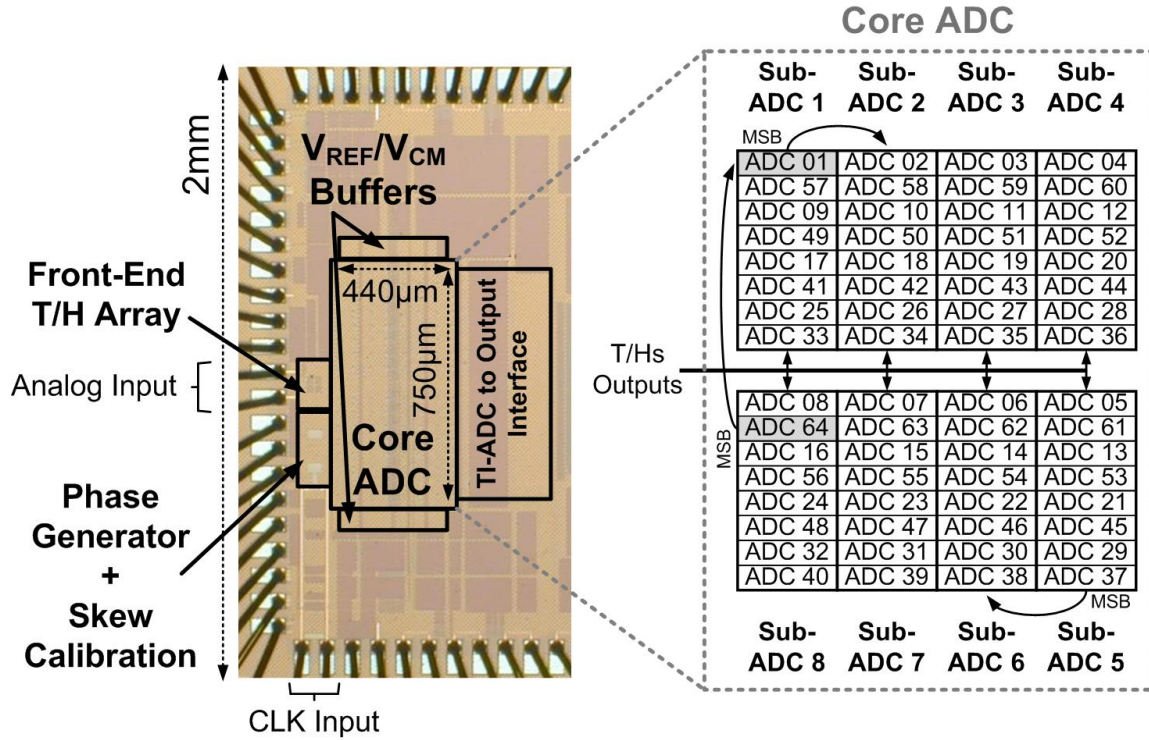 Core ADC
2mm
V_REF/V_CM
Buffers
Front-End
T/H Array
Analog Input
440µm
750µm
Core
ADC
TI-ADC to Output
Interface
Phase
Generator
+
Skew
Calibration
CLK Input
Sub-
ADC 1
Sub-
ADC 2
Sub-
ADC 3
Sub-
ADC 4
MSB
ADC 01 ADC 02 ADC 03 ADC 04
ADC 57 ADC 58 ADC 59 ADC 60
ADC 09 ADC 10 ADC 11 ADC 12
ADC 49 ADC 50 ADC 51 ADC 52
ADC 17 ADC 18 ADC 19 ADC 20
ADC 41 ADC 42 ADC 43 ADC 44
ADC 25 ADC 26 ADC 27 ADC 28
ADC 33 ADC 34 ADC 35 ADC 36
T/Hs
Outputs
ADC 08 ADC 07 ADC 06 ADC 05
ADC 64 ADC 63 ADC 62 ADC 61
ADC 16 ADC 15 ADC 14 ADC 13
ADC 56 ADC 55 ADC 54 ADC 53
ADC 24 ADC 23 ADC 22 ADC 21
ADC 48 ADC 47 ADC 46 ADC 45
ADC 32 ADC 31 ADC 30 ADC 29
ADC 40 ADC 39 ADC 38 ADC 37
MSB
MSB
Sub-
ADC 8
Sub-
ADC 7
Sub-
ADC 6
Sub-
ADC 5